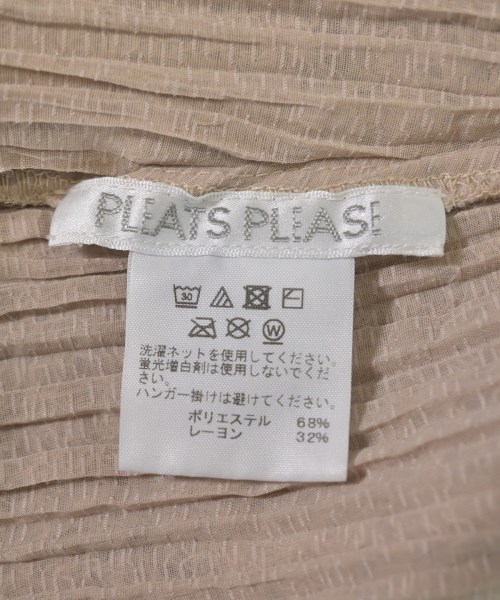 PLEATS PLEASE
30
W
洗濯ネットを使用してください。
蛍光増白剤は使用しないでくだ
さい。
ハンガー掛けは避けてください。
ポリエステル 68%
レーヨン 32%